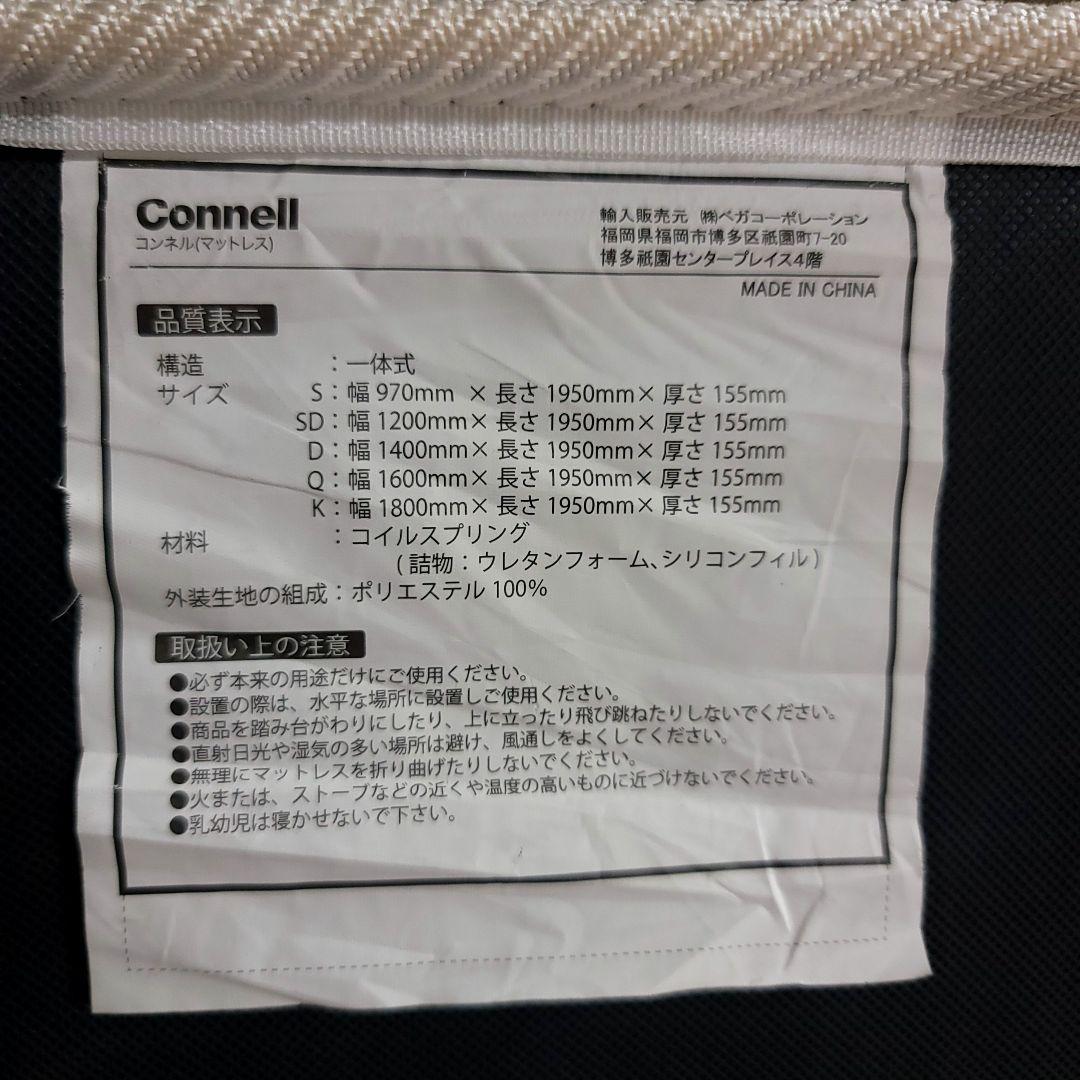 Connell
コンネル(マットレス)
輸入販売元 ㈱ベガコーポレーション
福岡県福岡市博多区祇園町7-20
博多祇園センタープレイス4階
MADE IN CHINA
品質表示
構造 : 一体式
サイズ S : 幅 970mm × 長さ 1950mm × 厚さ 155mm
SD : 幅 1200mm × 長さ 1950mm × 厚さ 155mm
D : 幅 1400mm × 長さ 1950mm × 厚さ 155mm
Q : 幅 1600mm × 長さ 1950mm × 厚さ 155mm
K : 幅 1800mm × 長さ 1950mm × 厚さ 155mm
材料 : コイルスプリング
(詰物 : ウレタンフォーム、シリコンフィル)
外装生地の組成 : ポリエステル 100%
取扱い上の注意
●必ず本来の用途だけにご使用ください。
●設置の際は、水平な場所に設置しご使用ください。
●商品を踏み台がわりにしたり、上に立ったり飛び跳ねたりしないでください。
●直射日光や湿気の多い場所は避け、風通しをよくしてください。
●無理にマットレスを折り曲げたりしないでください。
●火または、ストーブなどの近くや温度の高いものに近づけないでください。
●乳幼児は寝かせないで下さい。